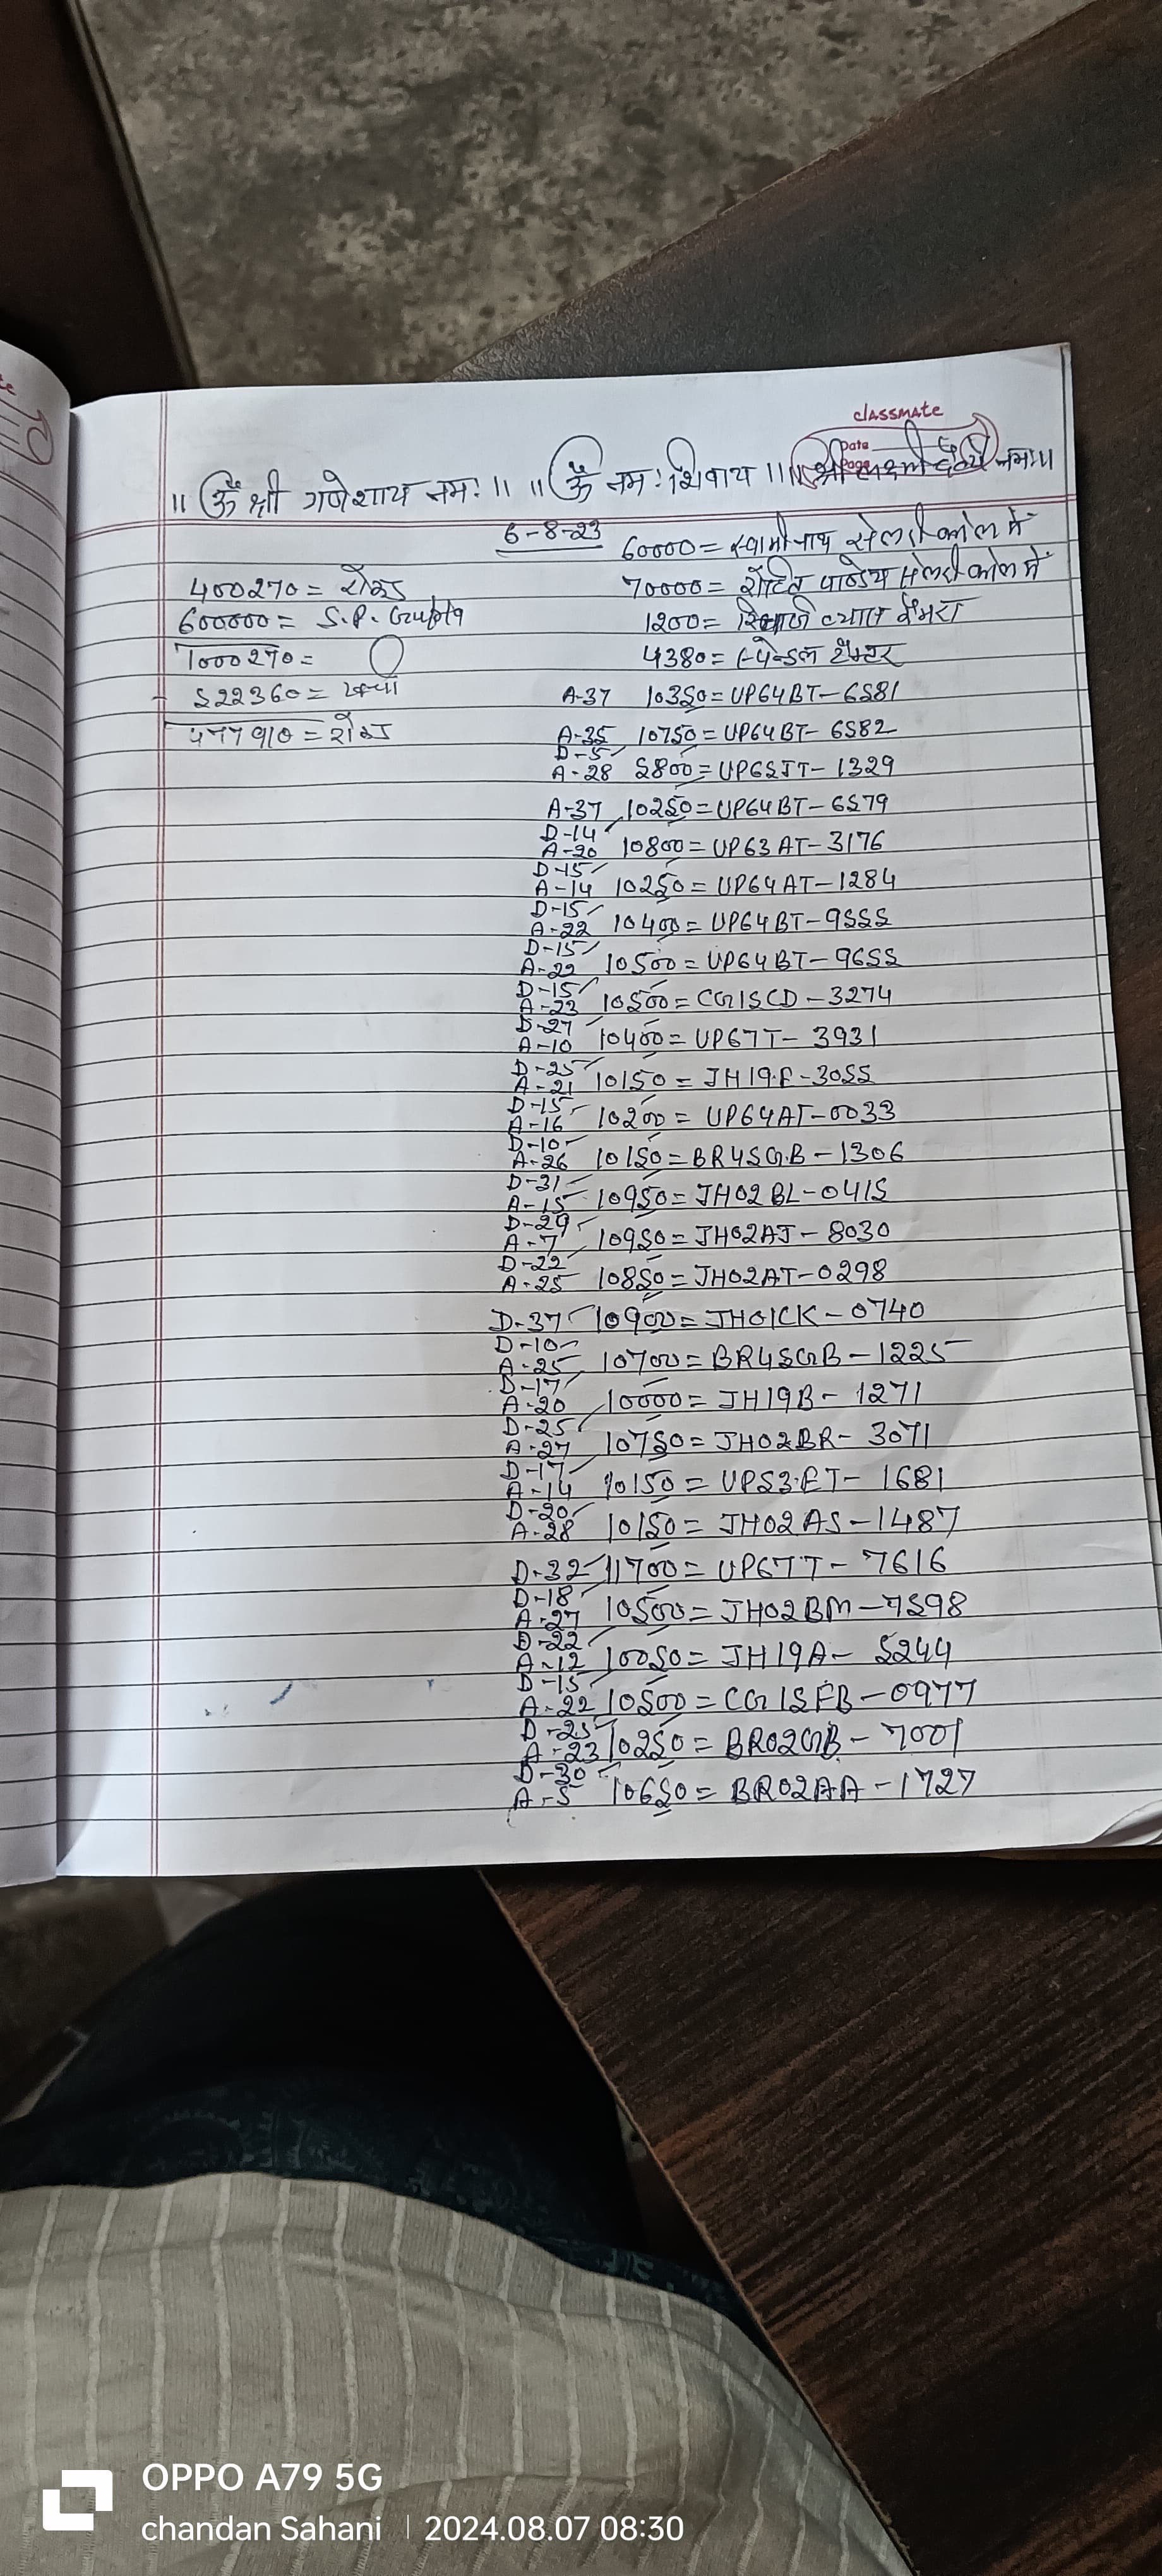 classmate
Date
Page
॥ ॐ श्री गणेशाय नमः ॥ ॥ ॐ नमः शिवाय ॥ ॥ श्री लक्ष्मी देव्यै नमः ॥
6-8-23
400270 = रोकड़
600000 = S.P. Gupta
1000270 =
522360 = खर्चा
477910 = रोकड़
60000 = स्वामीनाथ सेलरी कोल में
70000 = रोहित पाण्डेय सेलरी कोल में
1200 =
4380 =
A-37 10350 = UP64BT-6581
A-35 10750 = UP64BT-6582
D-5
A-28 5800 = UP65JT-1329
A-37 10250 = UP64BT-6579
D-14
A-20 10800 = UP63AT-3176
D-15
A-14 10250 = UP64AT-1284
D-15
A-22 10400 = UP64BT-9555
D-15
A-22 10500 = UP64BT-9655
D-15
A-23 10500 = CG15CD-3274
D-27
A-10 10400 = UP67T-3931
D-25
A-21 10150 = JH19F-3055
D-15
A-16 10200 = UP64AT-0033
D-10
A-26 10150 = BR45GB-1306
D-31
A-15 10950 = JH02BL-0415
D-29
A-7 10950 = JH02AJ-8030
D-22
A-25 10850 = JH02AT-0298
D-37 10900 = JH01CK-0740
D-10
A-25 10700 = BR45GB-1225
D-17
A-20 10000 = JH19B-1271
D-25
A-27 10750 = JH02BR-3071
D-17
A-14 10150 = UP53ET-1681
D-20
A-28 10150 = JH02AS-1487
D-32 11700 = UP67T-7616
D-18
A-27 10500 = JH02BM-7598
D-22
A-12 10050 = JH19A-5244
D-15
A-22 10500 = CG15EB-0977
D-25
A-23 10250 = BR02GB-7001
D-30
A-5 10650 = BR02AA-1727
OPPO A79 5G
chandan Sahani | 2024.08.07 08:30